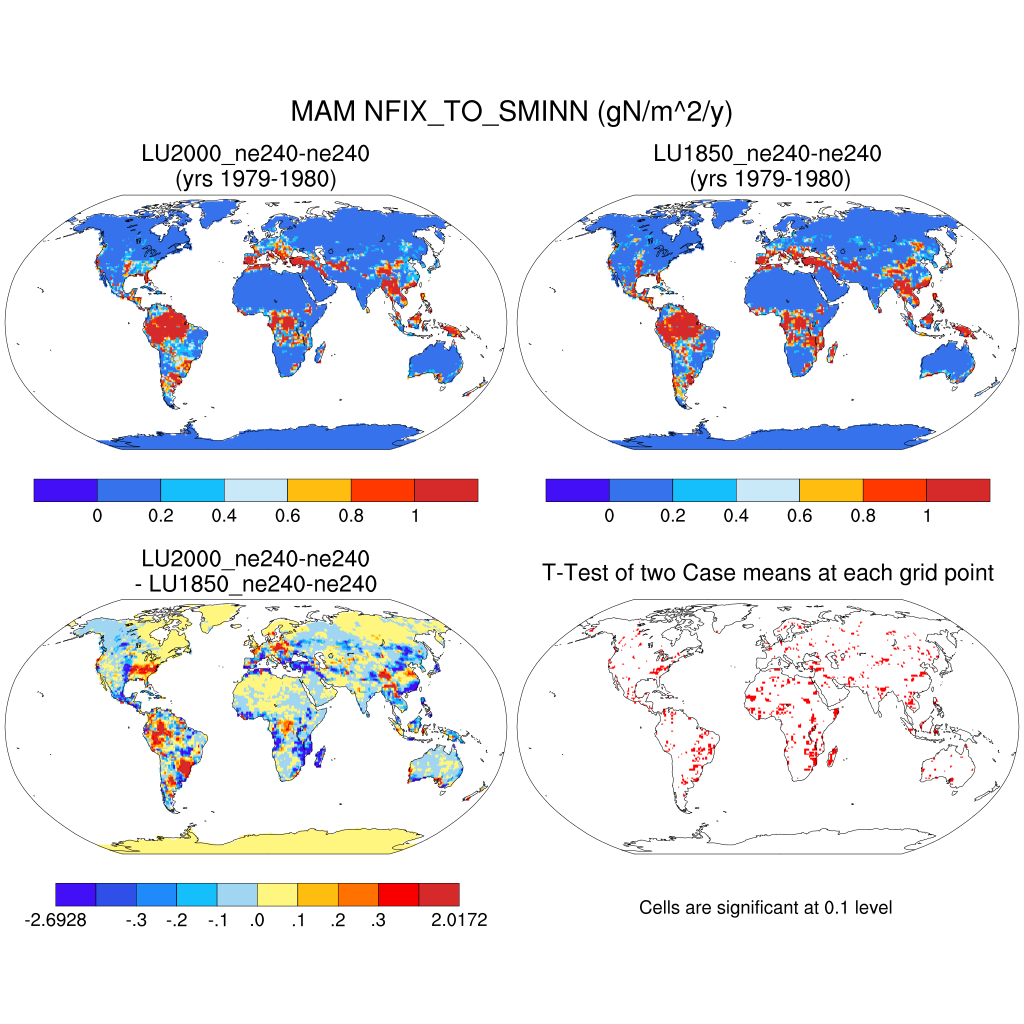 MAM NFIX_TO_SMINN (gN/m^2/y)
LU2000_ne240-ne240
(yrs 1979-1980)
LU1850_ne240-ne240
(yrs 1979-1980)
0 0.2 0.4 0.6 0.8 1
0 0.2 0.4 0.6 0.8 1
LU2000_ne240-ne240
- LU1850_ne240-ne240
T-Test of two Case means at each grid point
-2.6928 -.3 -.2 -.1 .0 .1 .2 .3 2.0172
Cells are significant at 0.1 level